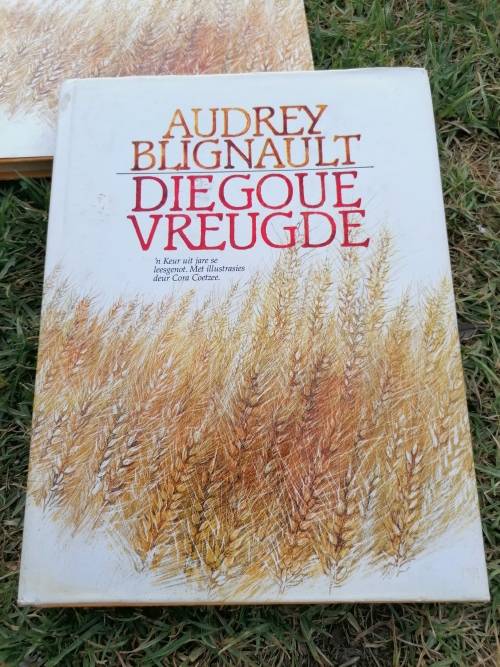 AUDREY
BLIGNAULT
DIE GOUE
VREUGDE
'n Keur uit jare se
leesgenot. Met illustrasies
deur Cora Coetzee.